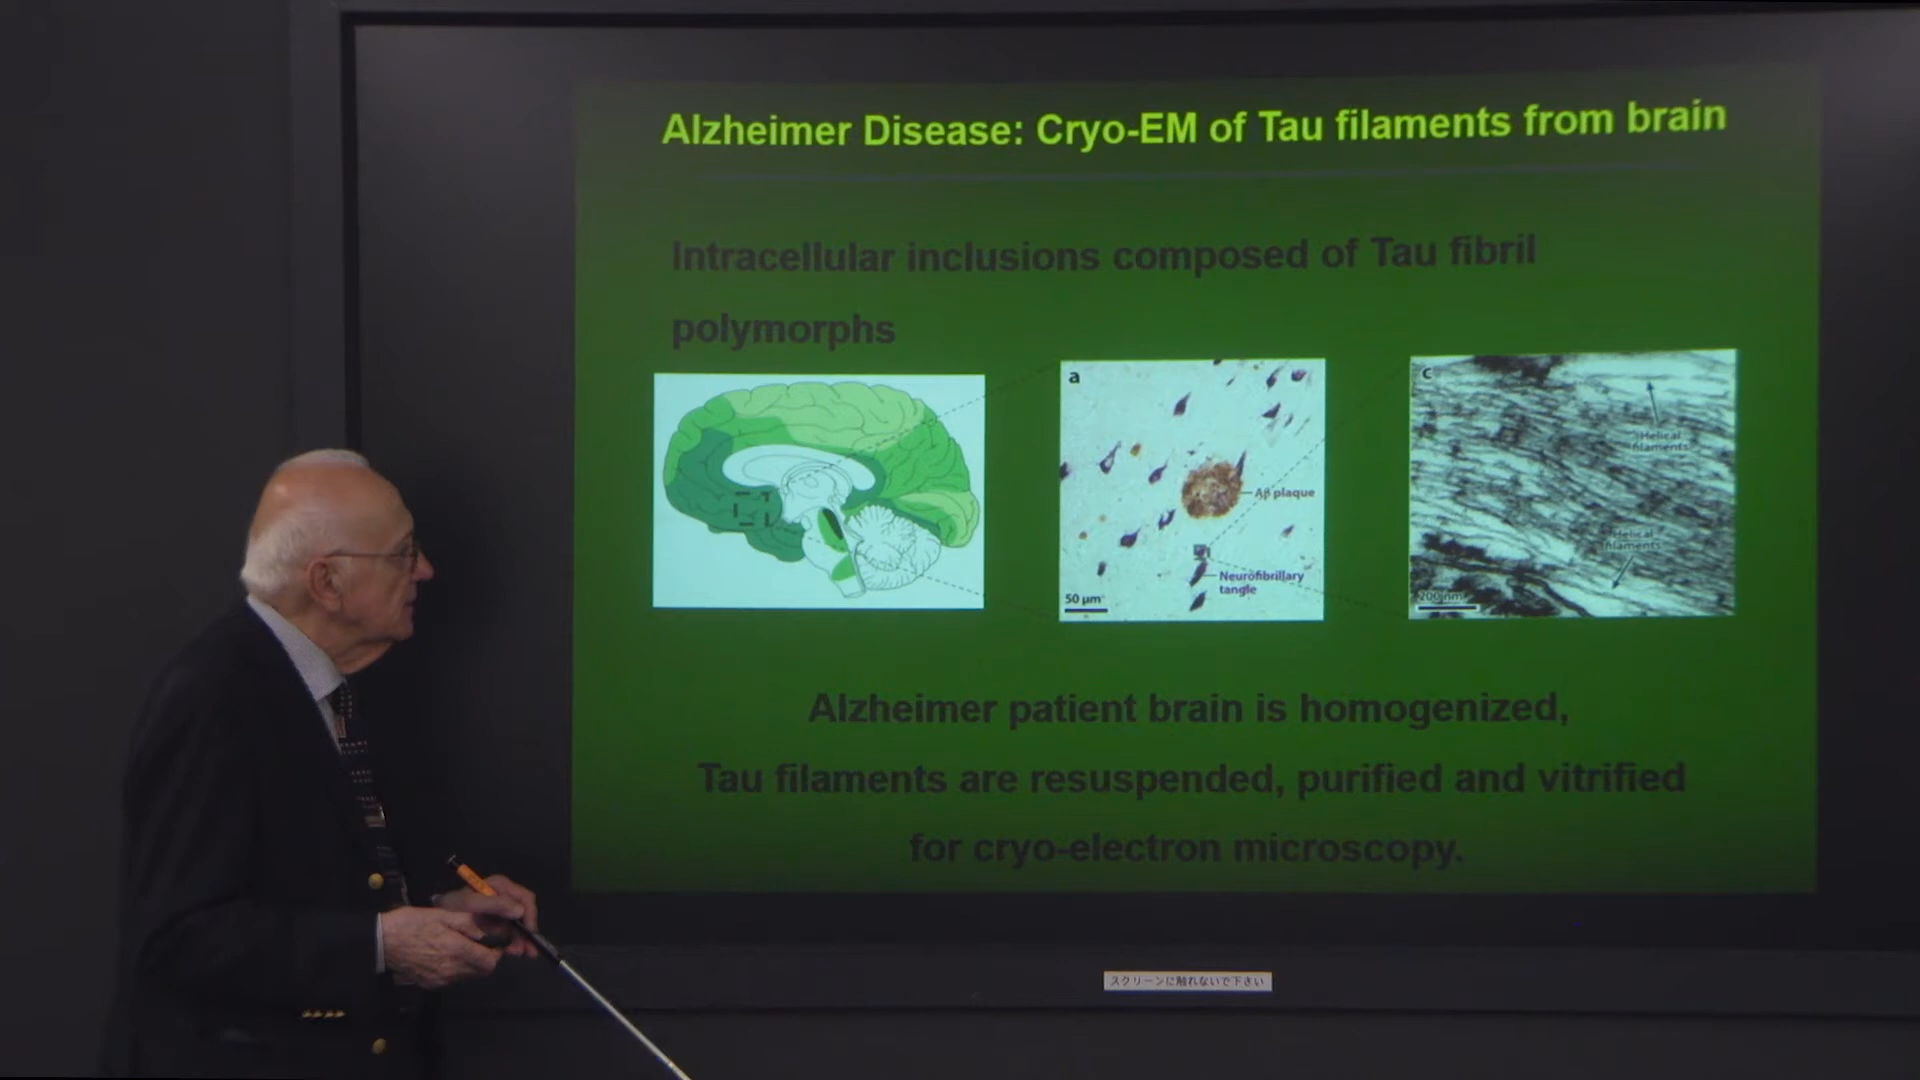 Alzheimer Disease: Cryo-EM of Tau filaments from brain
Intracellular inclusions composed of Tau fibril
polymorphs
a
Aβ plaque
Neurofibrillary
tangle
50 μm
c
Helical
filaments
Helical
filaments
200 nm
Alzheimer patient brain is homogenized,
Tau filaments are resuspended, purified and vitrified
for cryo-electron microscopy.
スクリーンに触れないで下さい